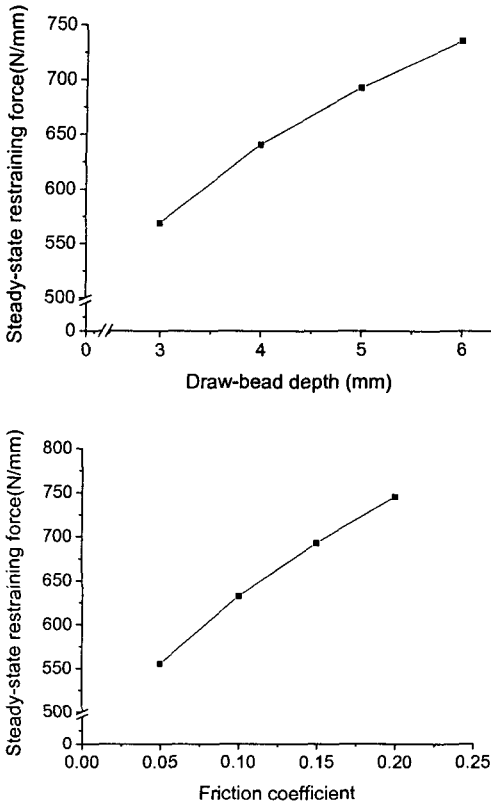 Steady-state restraining force(N/mm)
750
700
650
600
550
500
0
0 3 4 5 6
Draw-bead depth (mm)
Steady-state restraining force(N/mm)
800
750
700
650
600
550
500
0
0.00 0.05 0.10 0.15 0.20 0.25
Friction coefficient